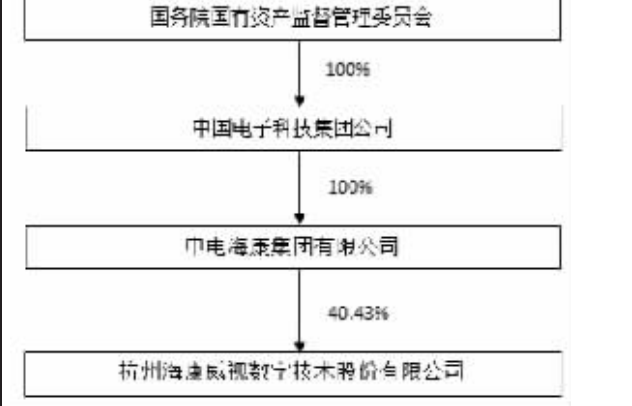 国务院国有资产监督管理委员会
100%
中国电子科技集团公司
100%
中电海康集团有限公司
40.43%
杭州海康威视数字技术股份有限公司